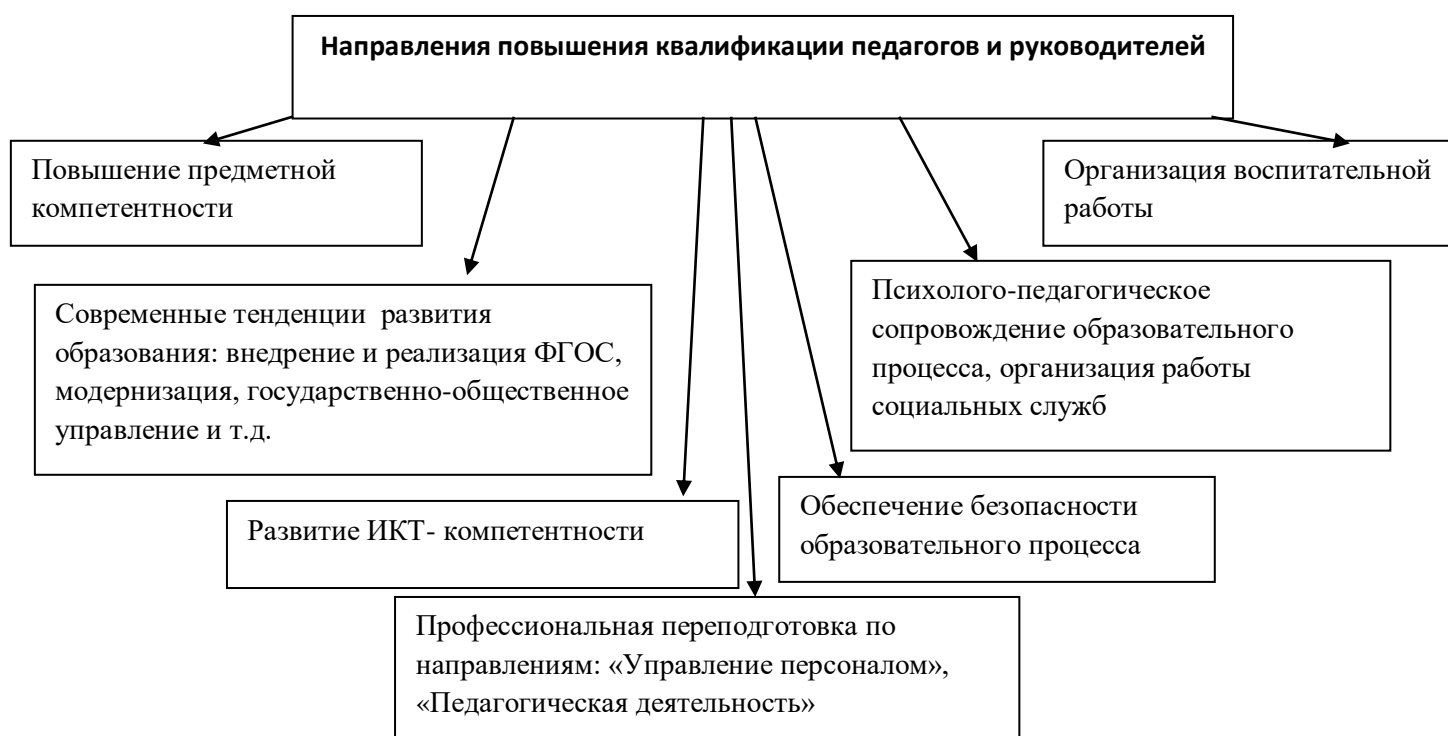 Направления повышения квалификации педагогов и руководителей
Повышение предметной
компетентности
Организация воспитательной
работы
Современные тенденции  развития
образования: внедрение и реализация ФГОС,
модернизация, государственно-общественное
управление и т.д.
Психолого-педагогическое
сопровождение образовательного
процесса, организация работы
социальных служб
Развитие ИКТ- компетентности
Обеспечение безопасности
образовательного процесса
Профессиональная переподготовка по
направлениям: «Управление персоналом»,
«Педагогическая деятельность»